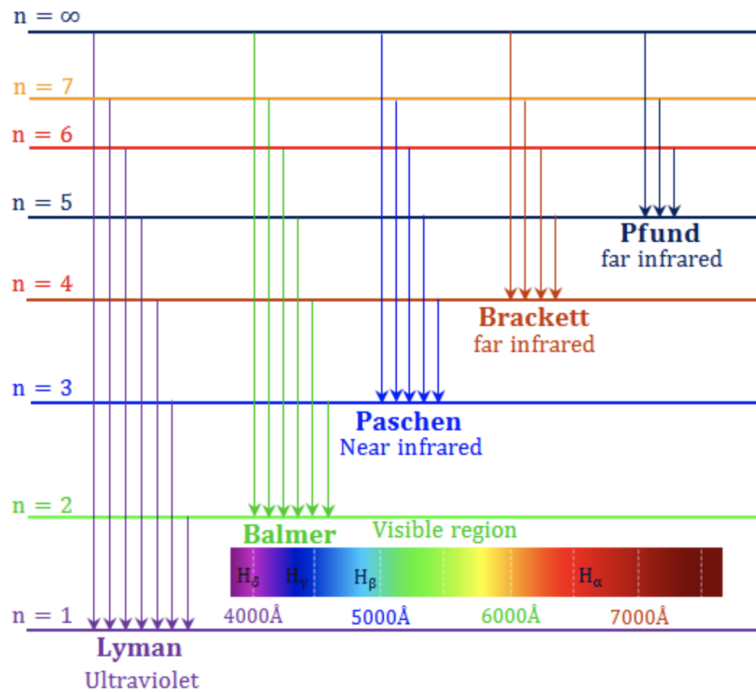 n = ∞
n = 7
n = 6
n = 5
Pfund
far infrared
n = 4
Brackett
far infrared
n = 3
Paschen
Near infrared
n = 2
Balmer Visible region
Hδ Hγ Hβ Hα
n = 1 4000Å 5000Å 6000Å 7000Å
Lyman
Ultraviolet